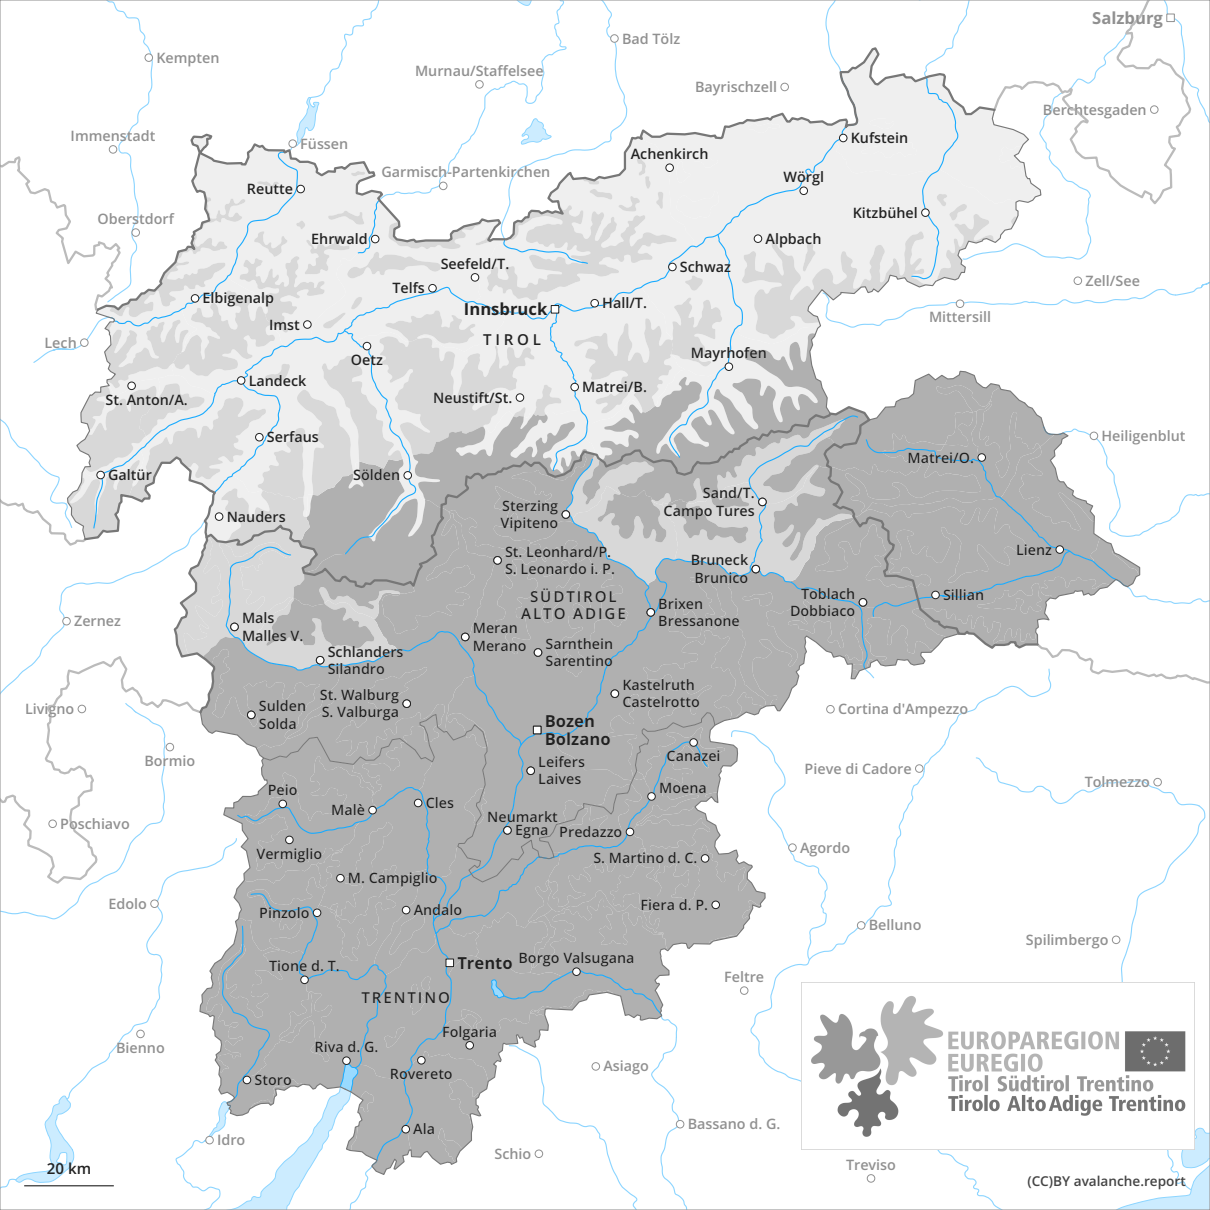 Salzburg
Kempten
Bad Tölz
Murnau/Staffelsee
Bayrischzell
Berchtesgaden
Immenstadt
Füssen
Kufstein
Achenkirch
Garmisch-Partenkirchen
Wörgl
Reutte
Oberstdorf
Kitzbühel
Ehrwald
Alpbach
Seefeld/T.
Schwaz
Zell/See
Telfs
Elbigenalp
Hall/T.
Innsbruck
Mittersill
Imst
TIROL
Lech
Oetz
Mayrhofen
Landeck
Matrei/B.
St. Anton/A.
Neustift/St.
Serfaus
Heiligenblut
Matrei/O.
Galtür
Sölden
Sand/T.
Campo Tures
Sterzing
Vipiteno
Nauders
St. Leonhard/P.
S. Leonardo i. P.
Lienz
Bruneck
Brunico
SÜDTIROL
ALTO ADIGE
Toblach
Dobbiaco
Sillian
Brixen
Bressanone
Zernez
Mals
Malles V.
Meran
Merano
Sarnthein
Sarentino
Schlanders
Silandro
Kastelruth
Castelrotto
St. Walburg
S. Valburga
Sulden
Solda
Livigno
Cortina d'Ampezzo
Bozen
Bolzano
Bormio
Canazei
Leifers
Laives
Pieve di Cadore
Tolmezzo
Peio
Moena
Malè
Cles
Neumarkt
Egna
Predazzo
Poschiavo
Vermiglio
S. Martino d. C.
Agordo
M. Campiglio
Edolo
Pinzolo
Andalo
Fiera d. P.
Belluno
Spilimbergo
Trento
Borgo Valsugana
Tione d. T.
Feltre
TRENTINO
Folgaria
Bienno
Riva d. G.
Rovereto
Asiago
Storo
EUROPAREGION
EUREGIO
Tirol Südtirol Trentino
Tirolo Alto Adige Trentino
Ala
Bassano d. G.
Idro
Schio
Treviso
20 km
(CC)BY avalanche.report